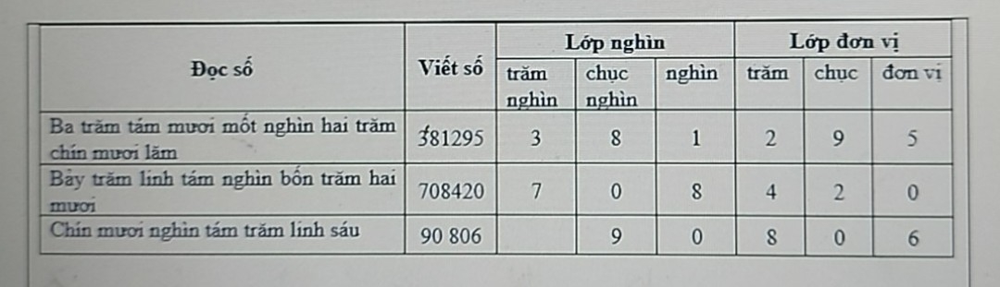 Đọc số Viết số Lớp nghìn Lớp đơn vị
trăm nghìn chục nghìn nghìn trăm chục đơn vị
Ba trăm tám mươi mốt nghìn hai trăm
chín mươi lăm 381295 3 8 1 2 9 5
Bảy trăm linh tám nghìn bốn trăm hai
mươi 708420 7 0 8 4 2 0
Chín mươi nghìn tám trăm linh sáu 90 806 9 0 8 0 6